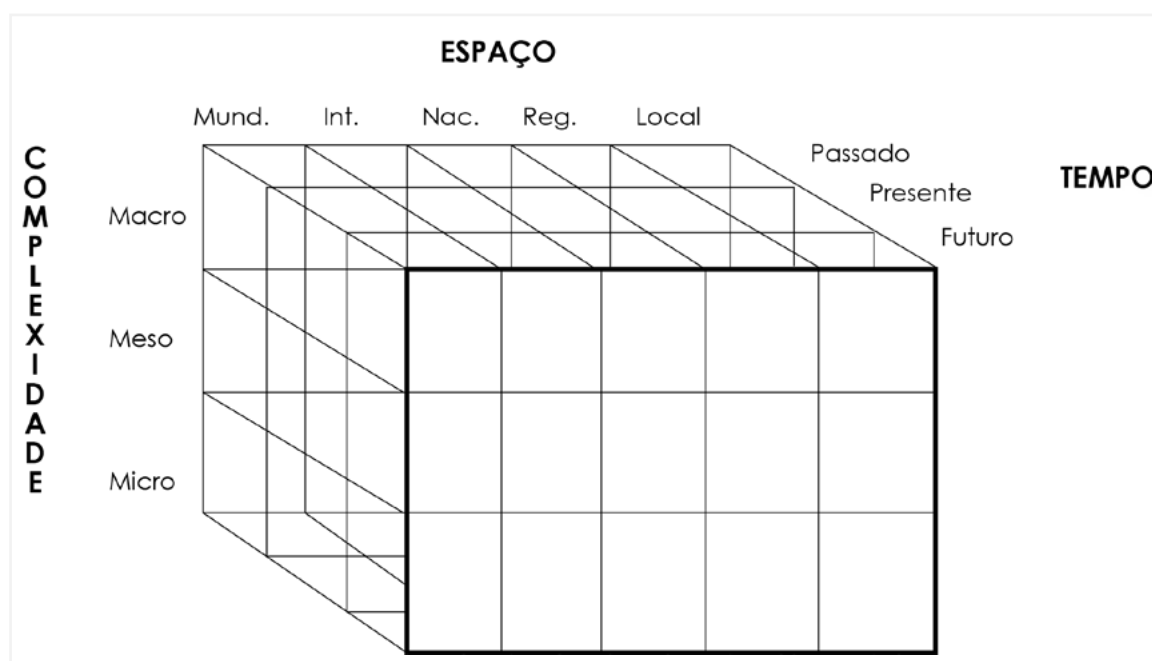 ESPAÇO
Mund. Int. Nac. Reg. Local
Passado
Presente
Futuro
TEMPO
COMPLEXIDADE
Macro
Meso
Micro